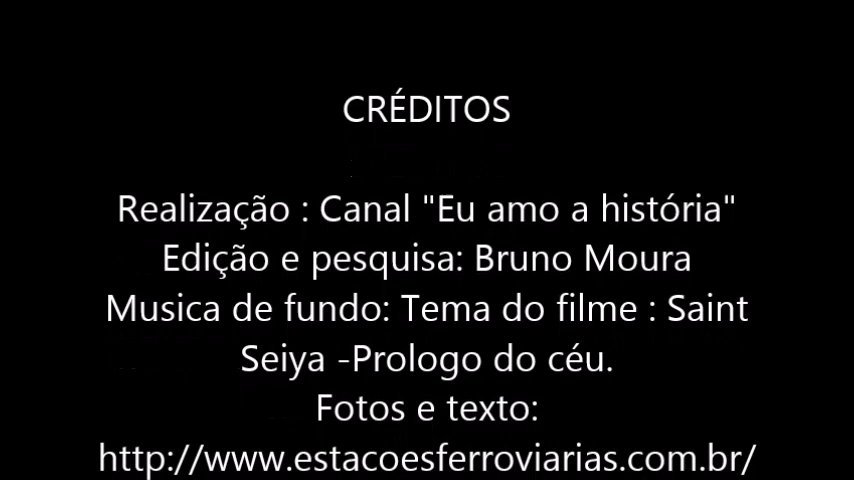 CRÉDITOS
Realização : Canal "Eu amo a história"
Edição e pesquisa: Bruno Moura
Musica de fundo: Tema do filme : Saint
Seiya -Prologo do céu.
Fotos e texto:
http://www.estacoesferroviarias.com.br/